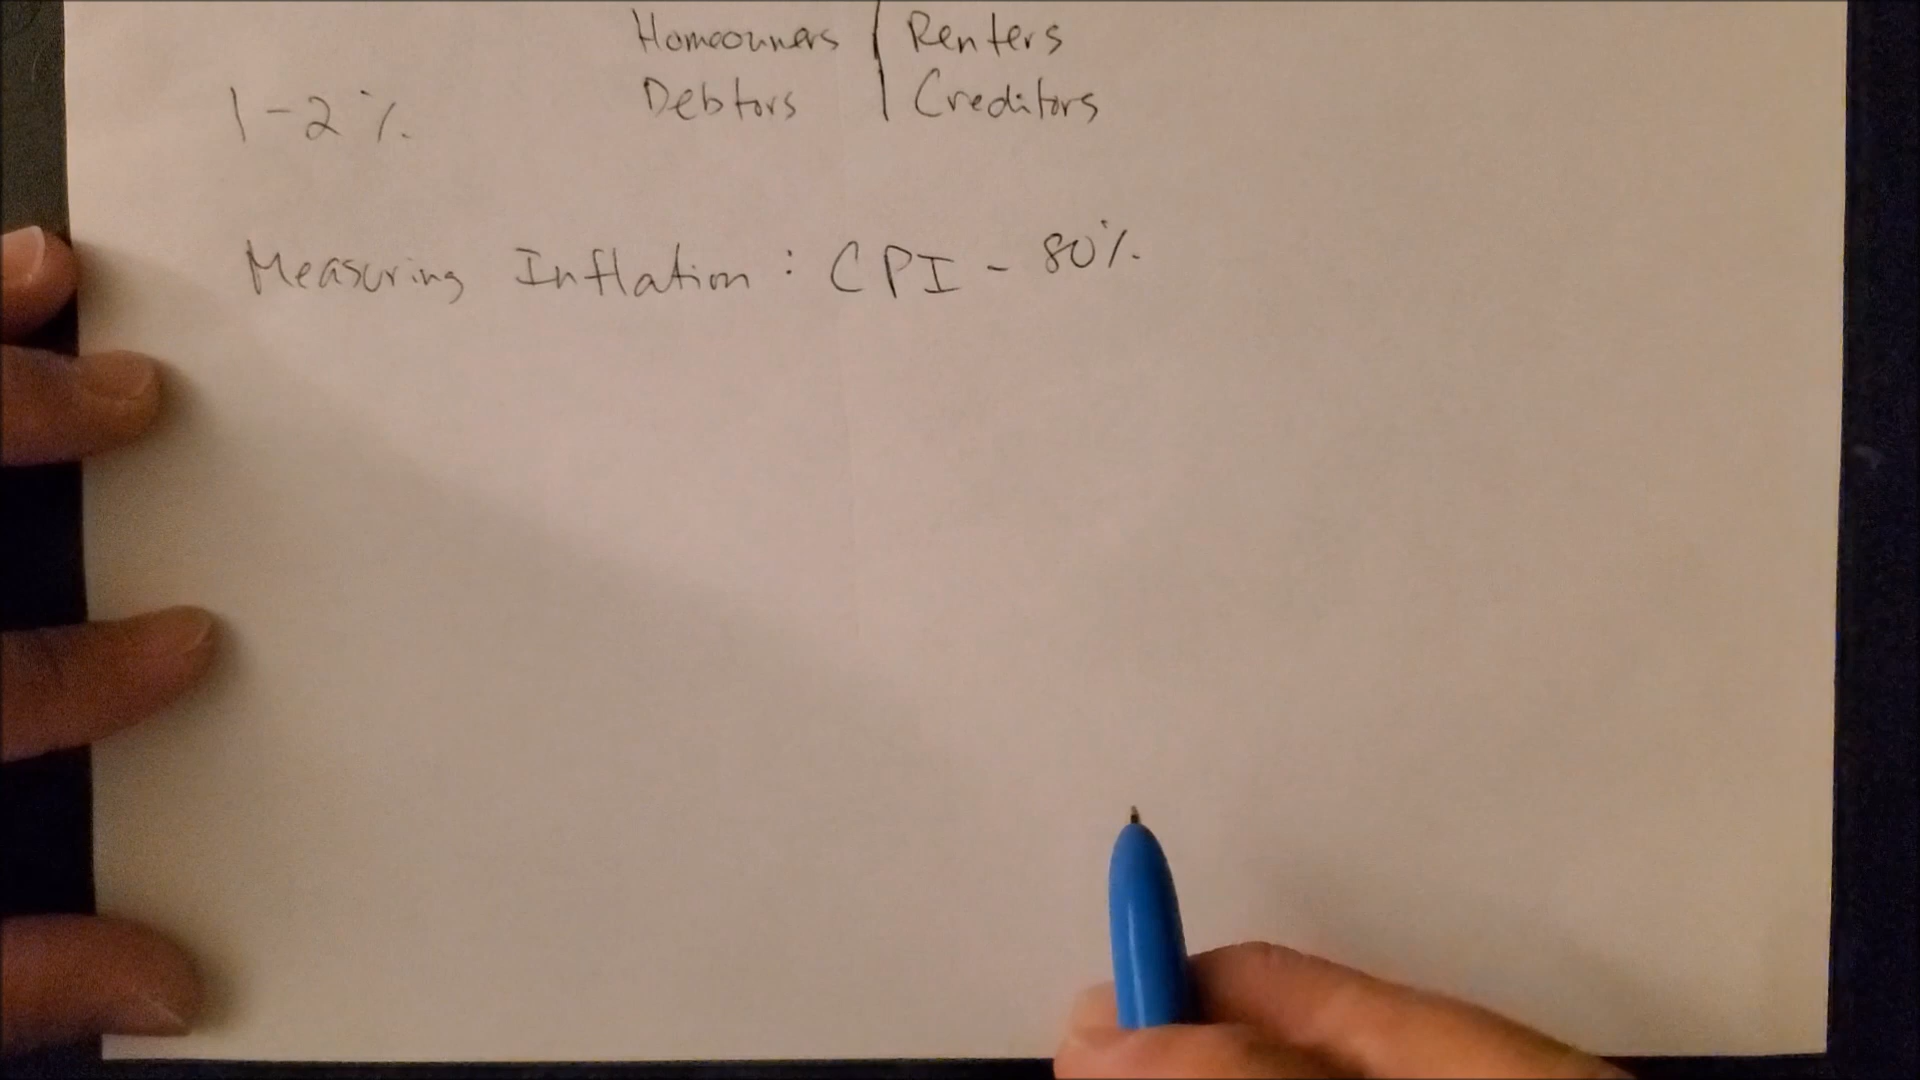 Homeowners | Renters
Debtors | Creditors
1-2%
Measuring Inflation : CPI - 80%